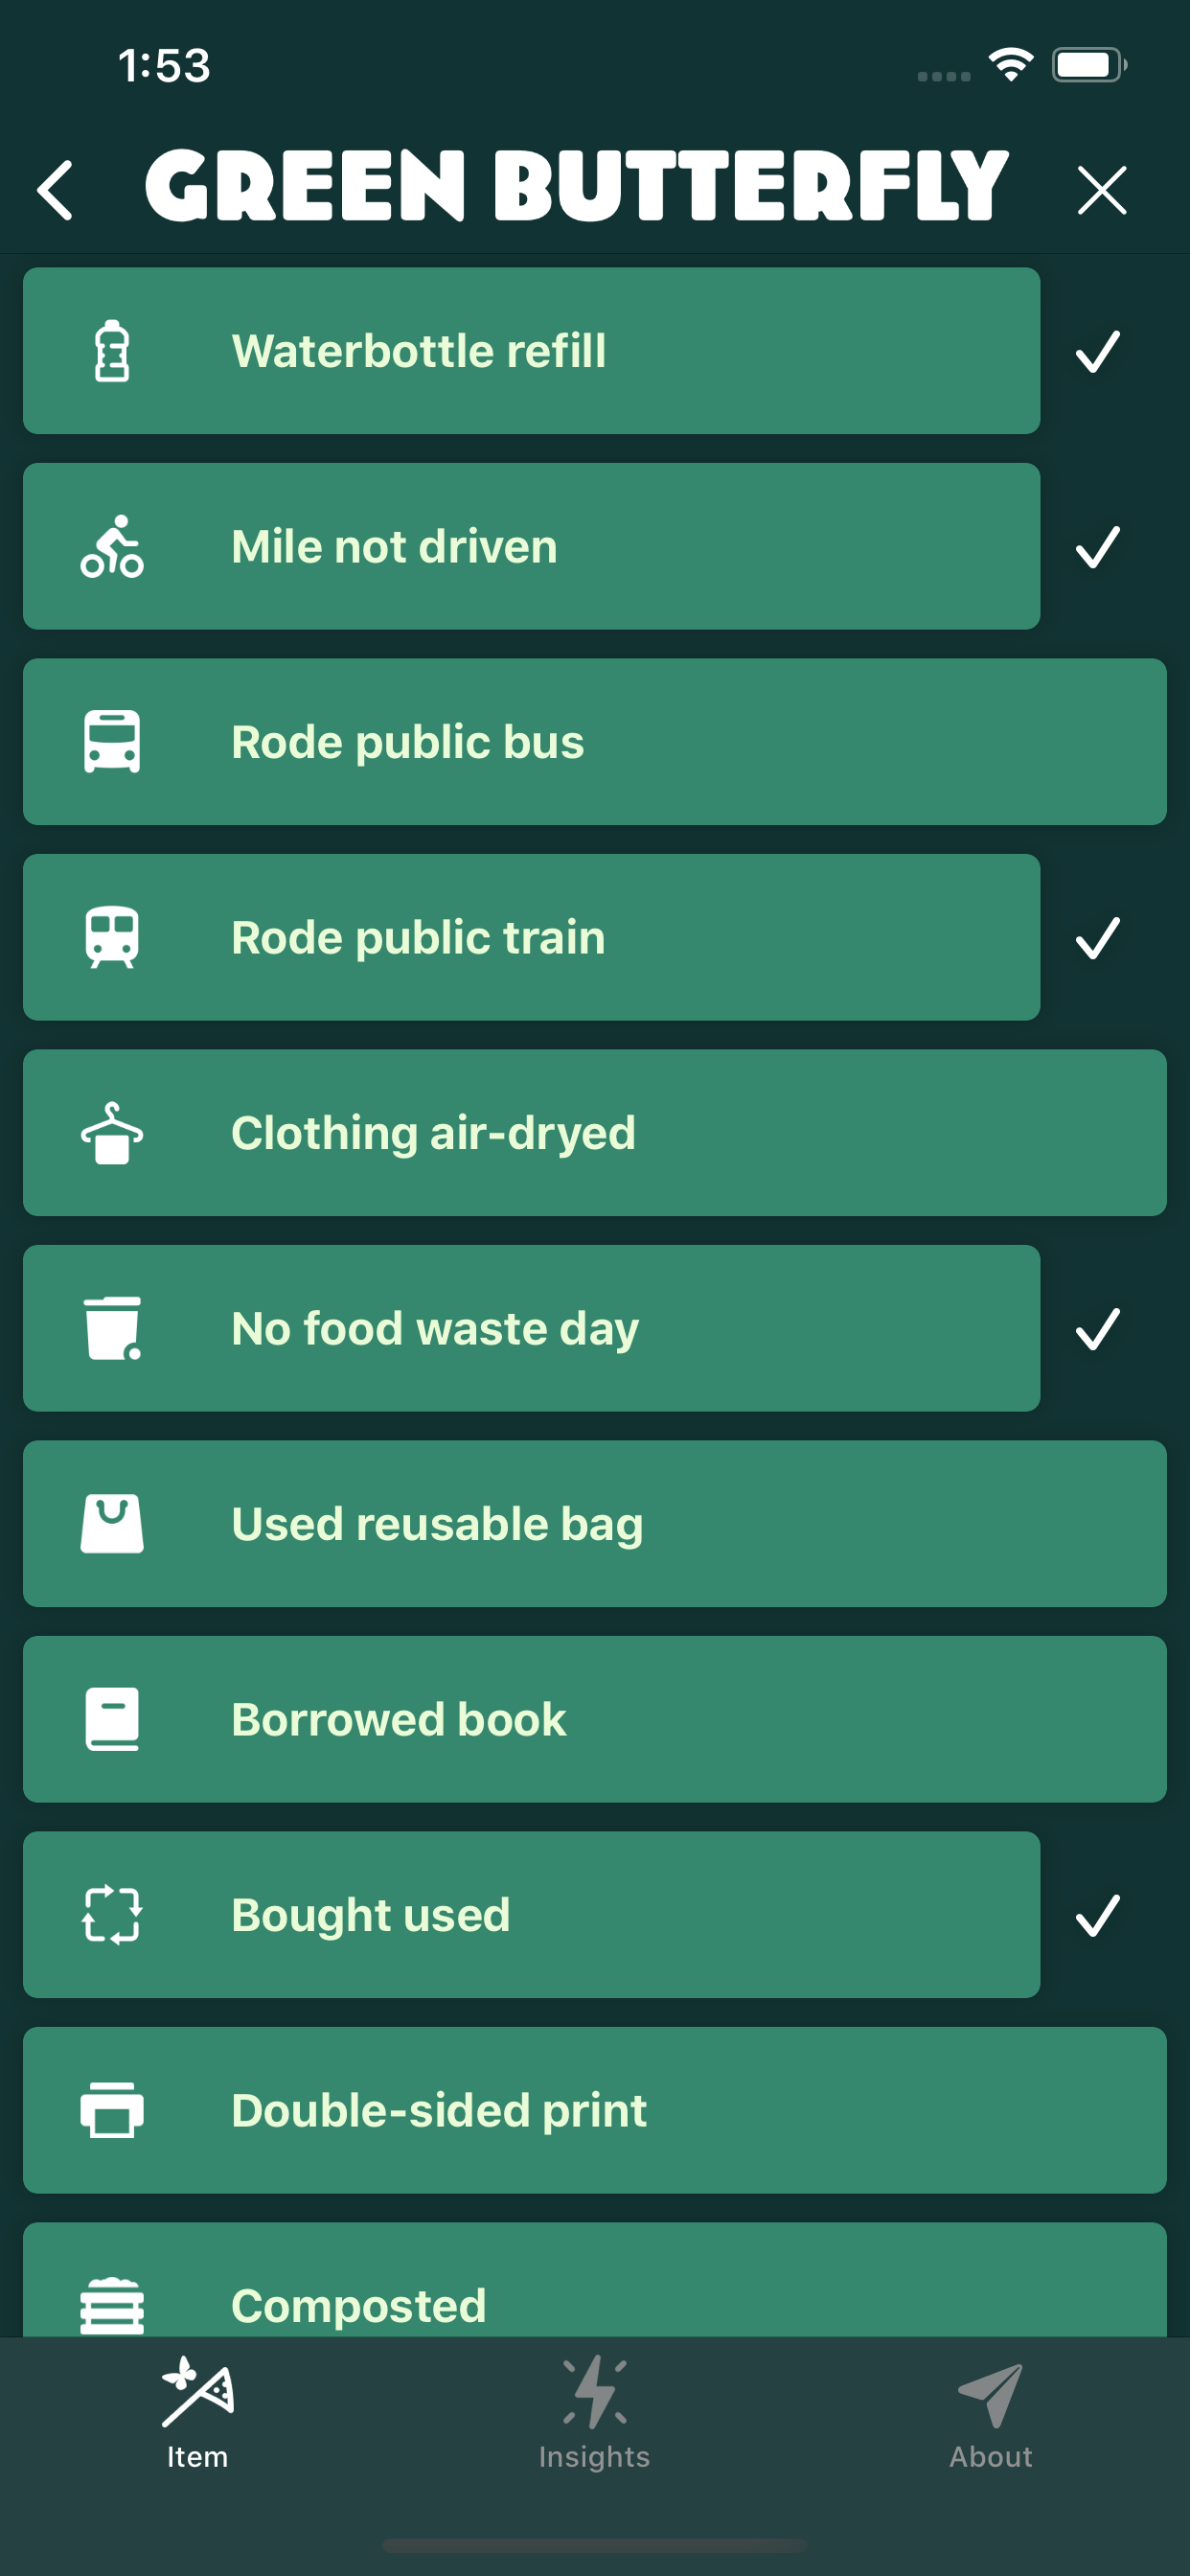 1:53
GREEN BUTTERFLY
Waterbottle refill
Mile not driven
Rode public bus
Rode public train
Clothing air-dryed
No food waste day
Used reusable bag
Borrowed book
Bought used
Double-sided print
Composted
Item
Insights
About